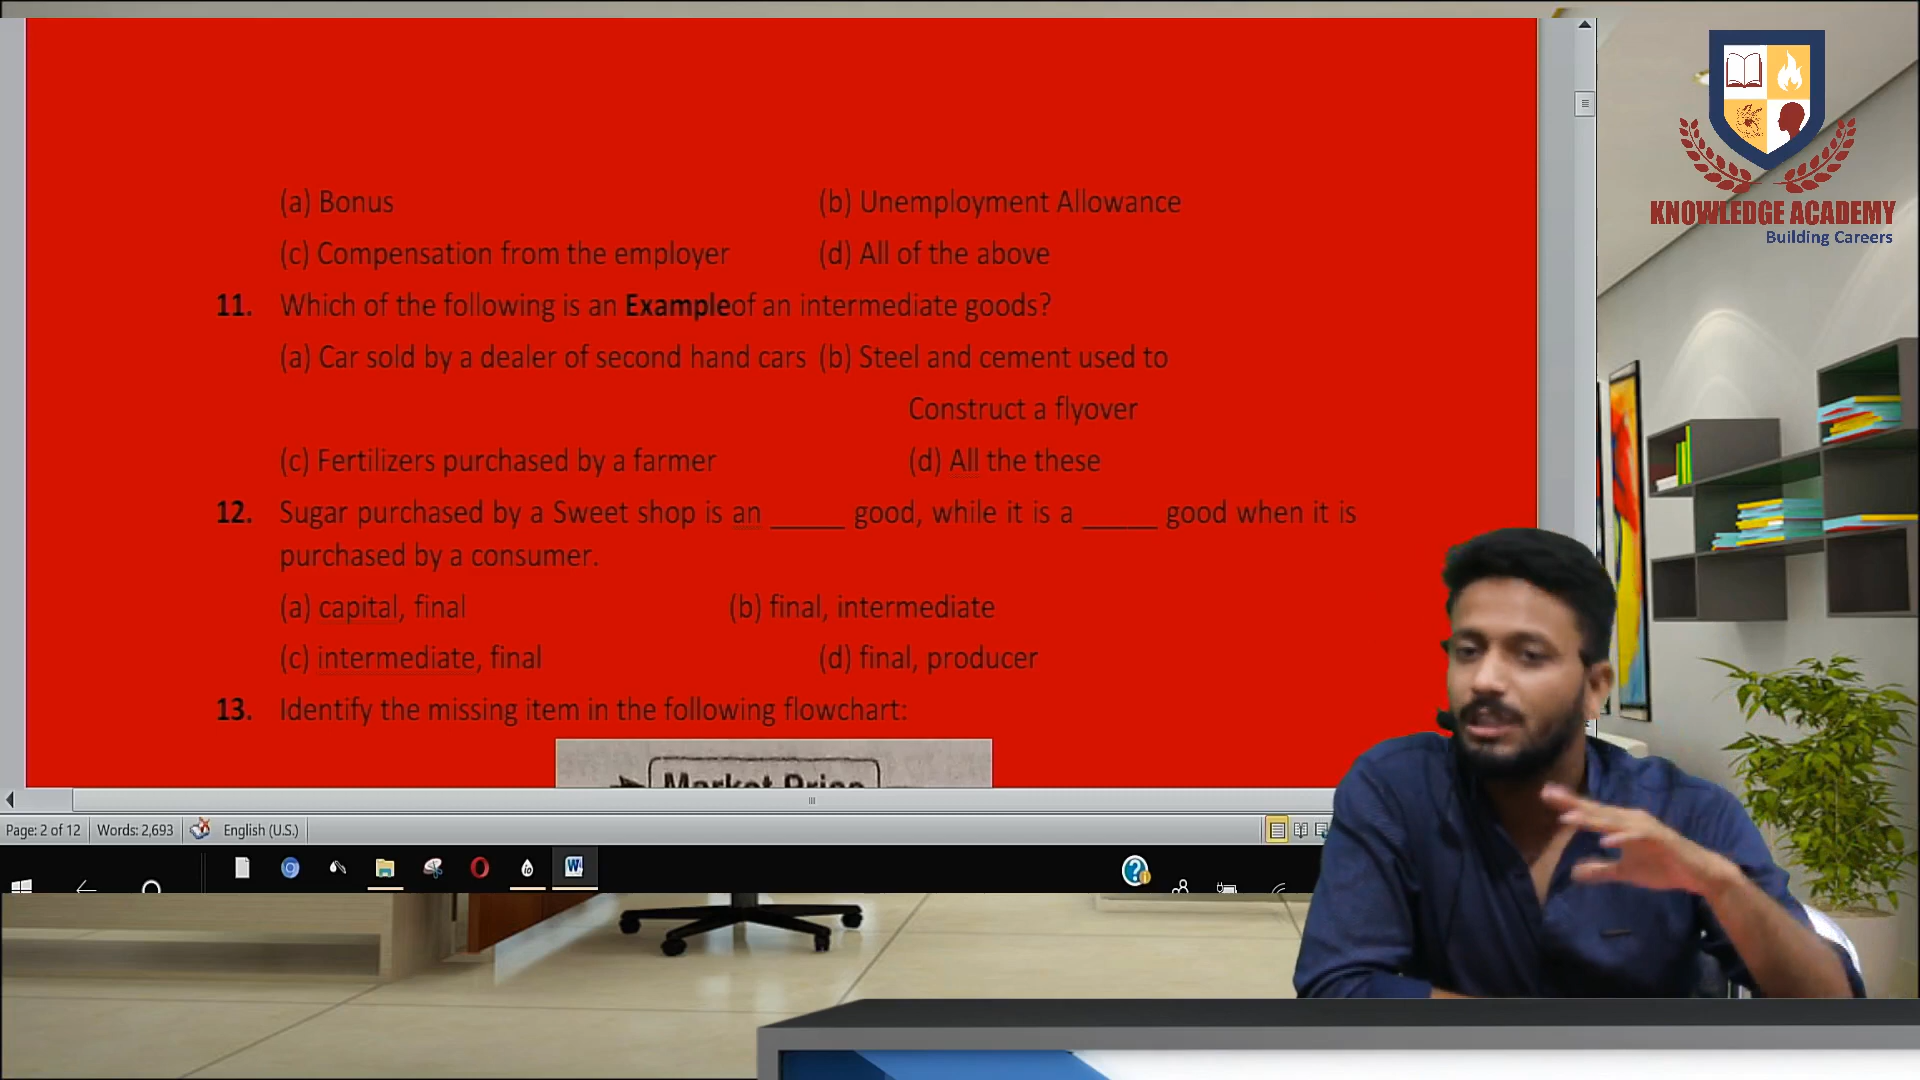 (a) Bonus (b) Unemployment Allowance
(c) Compensation from the employer (d) All of the above
11. Which of the following is an Exampleof an intermediate goods?
(a) Car sold by a dealer of second hand cars (b) Steel and cement used to
Construct a flyover
(c) Fertilizers purchased by a farmer (d) All the these
12. Sugar purchased by a Sweet shop is an _____ good, while it is a _____ good when it is
purchased by a consumer.
(a) capital, final (b) final, intermediate
(c) intermediate, final (d) final, producer
13. Identify the missing item in the following flowchart:
Market Price
Page: 2 of 12 Words: 2,693 English (U.S.)
KNOWLEDGE ACADEMY
Building Careers